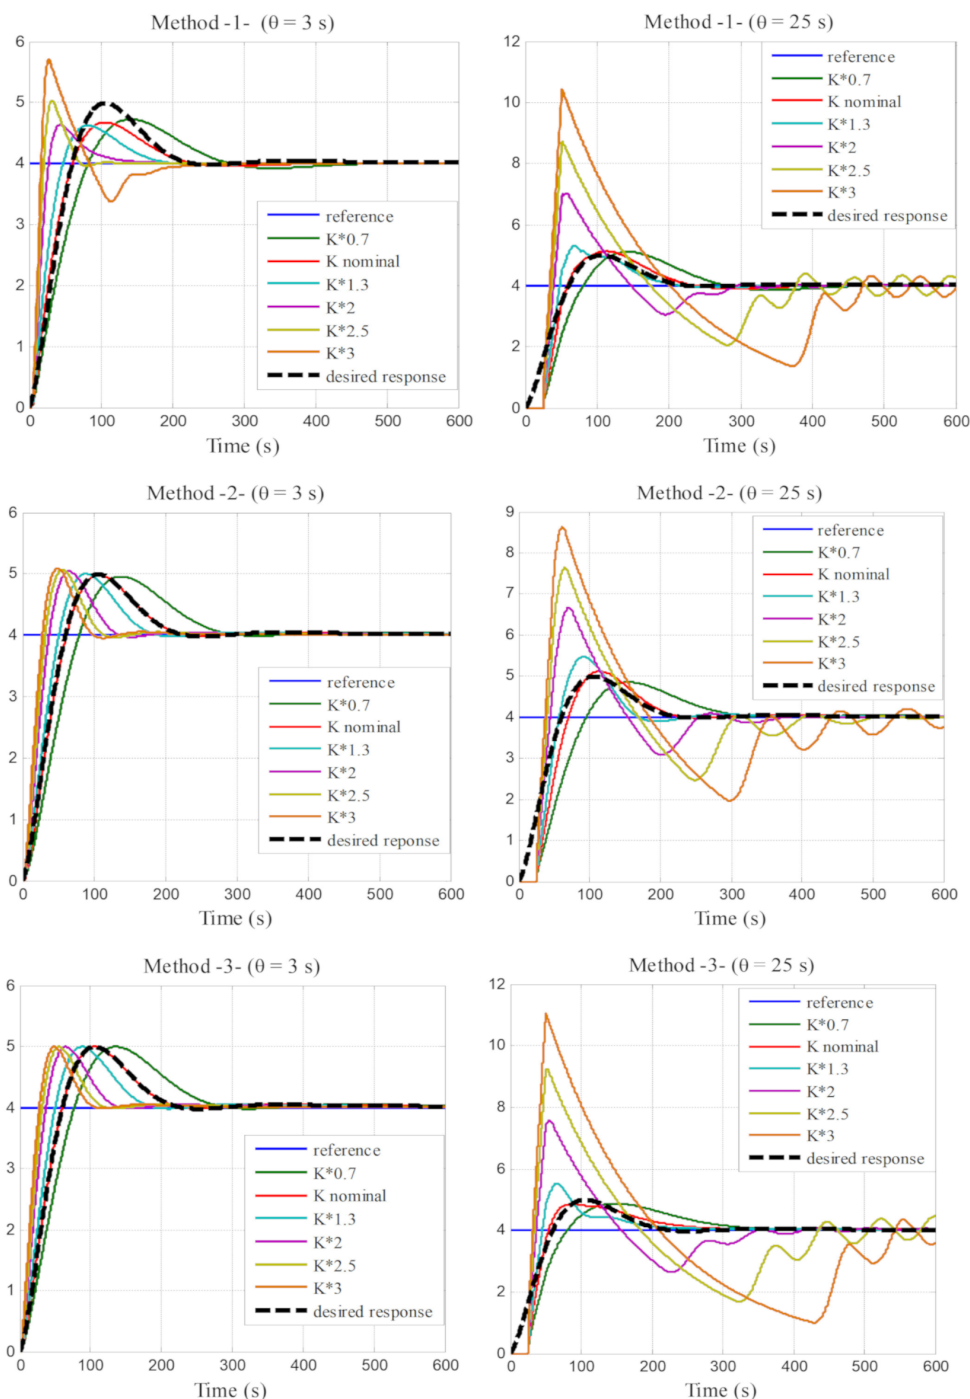 Method -1- (θ = 3 s)
6
5
4
3
2
1
0
reference
K*0.7
K nominal
K*1.3
K*2
K*2.5
K*3
desired response
0 100 200 300 400 500 600
Time (s)
Method -1- (θ = 25 s)
12
10
8
6
4
2
0
reference
K*0.7
K nominal
K*1.3
K*2
K*2.5
K*3
desired response
0 100 200 300 400 500 600
Time (s)
Method -2- (θ = 3 s)
6
5
4
3
2
1
0
reference
K*0.7
K nominal
K*1.3
K*2
K*2.5
K*3
desired reponse
0 100 200 300 400 500 600
Time (s)
Method -2- (θ = 25 s)
9
8
7
6
5
4
3
2
1
0
reference
K*0.7
K nominal
K*1.3
K*2
K*2.5
K*3
desired response
0 100 200 300 400 500 600
Time (s)
Method -3- (θ = 3 s)
6
5
4
3
2
1
0
reference
K*0.7
K nominal
K*1.3
K*2
K*2.5
K*3
desired response
0 100 200 300 400 500 600
Time (s)
Method -3- (θ = 25 s)
12
10
8
6
4
2
0
reference
K*0.7
K nominal
K*1.3
K*2
K*2.5
K*3
desired response
0 100 200 300 400 500 600
Time (s)